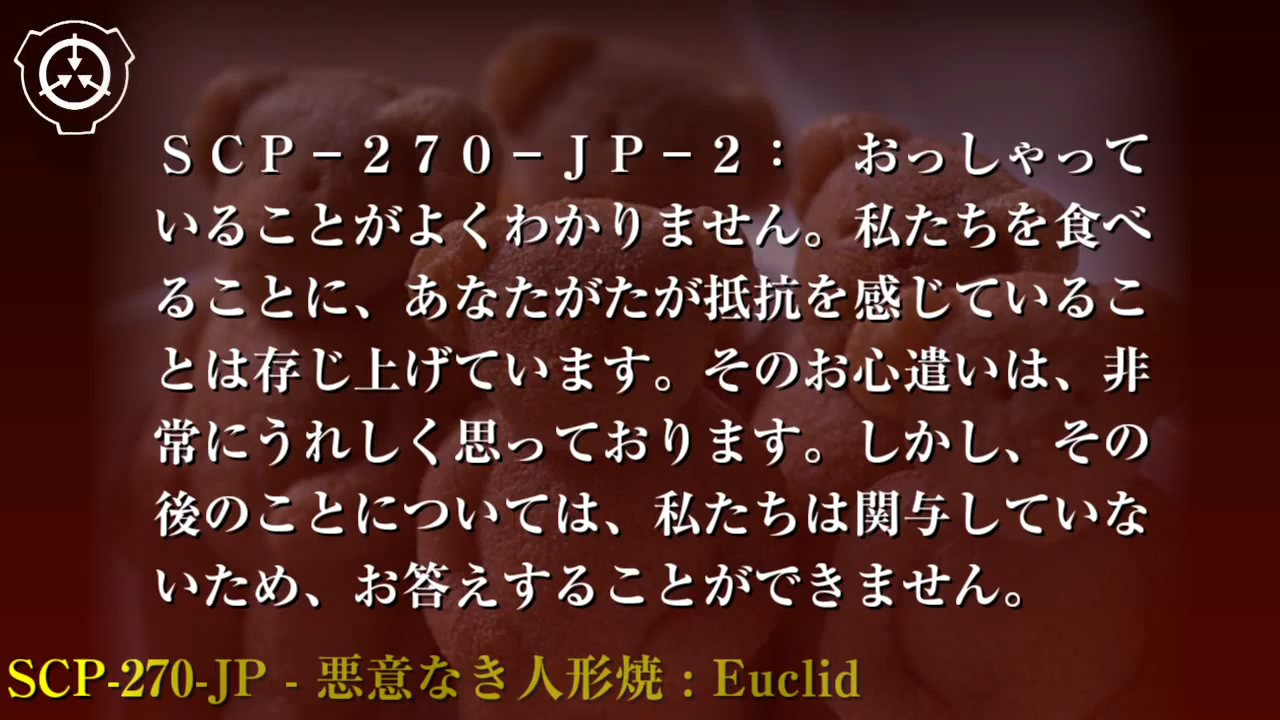 ＳＣＰ－２７０－ＪＰ－２：　おっしゃって
いることがよくわかりません。私たちを食べ
ることに、あなたがたが抵抗を感じているこ
とは存じ上げています。そのお心遣いは、非
常にうれしく思っております。しかし、その
後のことについては、私たちは関与していな
いため、お答えすることができません。
SCP-270-JP - 悪意なき人形焼 : Euclid